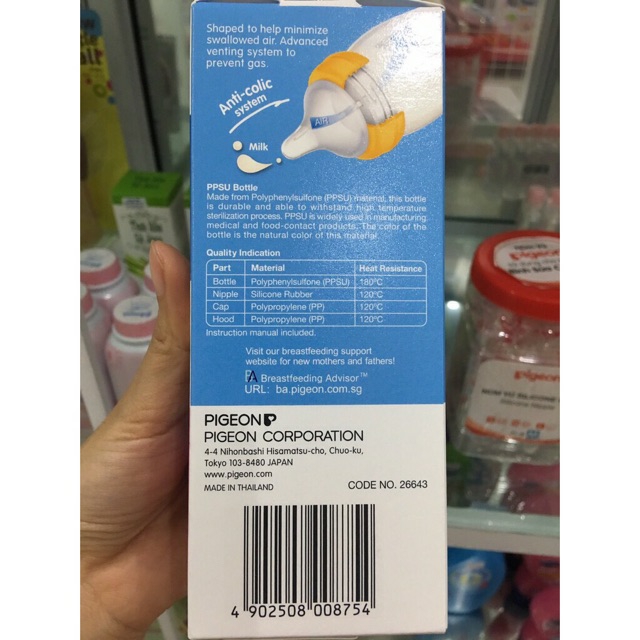 Shaped to help minimize
swallowed air. Advanced
venting system to
prevent gas.
Anti-colic
system
AIR
Milk
PPSU Bottle
Made from Polyphenylsulfone (PPSU) material, this bottle
is durable and able to withstand high temperature
sterilization process. PPSU is widely used in manufacturing
medical and food-contact products. The color of the
bottle is the natural color of this material.
Quality Indication
Part Material Heat Resistance
Bottle Polyphenylsulfone (PPSU) 180°C
Nipple Silicone Rubber 120°C
Cap Polypropylene (PP) 120°C
Hood Polypropylene (PP) 120°C
Instruction manual included.
Visit our breastfeeding support
website for new mothers and fathers!
BA Breastfeeding Advisor™
URL: ba.pigeon.com.sg
PIGEON
PIGEON CORPORATION
4-4 Nihonbashi Hisamatsu-cho, Chuo-ku,
Tokyo 103-8480 JAPAN
www.pigeon.com
MADE IN THAILAND CODE NO. 26643
4 902508 008754
Pigeon
Pigeon